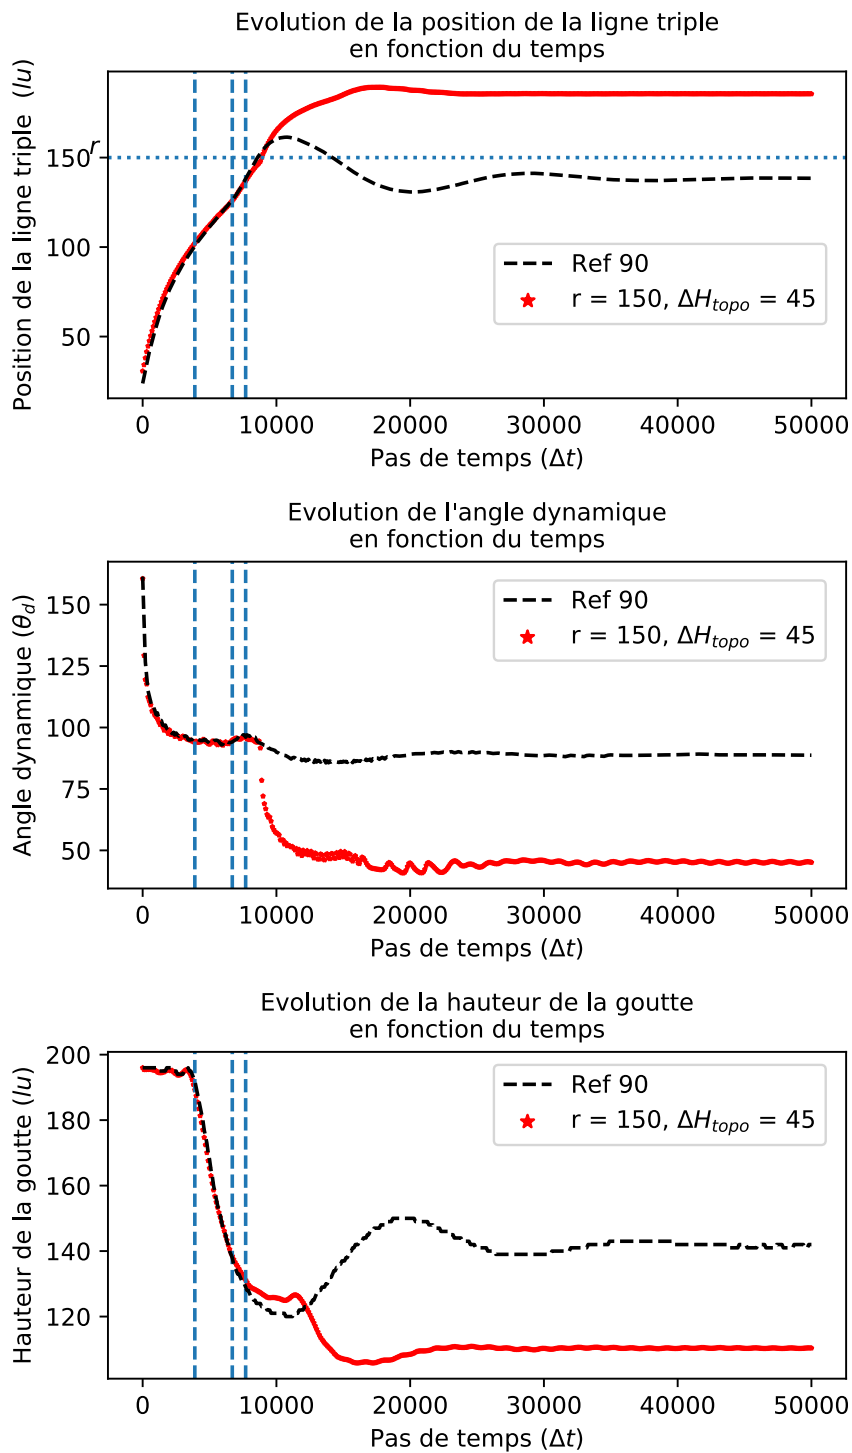 Evolution de la position de la ligne triple
en fonction du temps
Position de la ligne triple (lu)
r
150
100
50
Ref 90
r = 150, ΔH_topo = 45
0 10000 20000 30000 40000 50000
Pas de temps (Δt)
Evolution de l'angle dynamique
en fonction du temps
Angle dynamique (θ_d)
150
125
100
75
50
Ref 90
r = 150, ΔH_topo = 45
0 10000 20000 30000 40000 50000
Pas de temps (Δt)
Evolution de la hauteur de la goutte
en fonction du temps
Hauteur de la goutte (lu)
200
180
160
140
120
Ref 90
r = 150, ΔH_topo = 45
0 10000 20000 30000 40000 50000
Pas de temps (Δt)